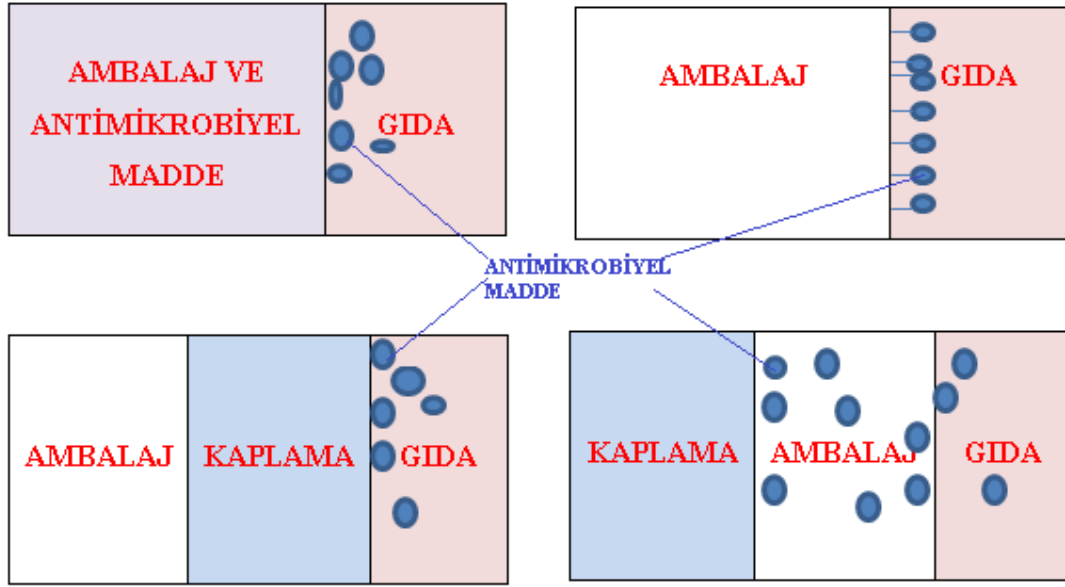 AMBALAJ VE
ANTİMİKROBİYEL
MADDE
GIDA
AMBALAJ
GIDA
ANTİMİKROBİYEL
MADDE
AMBALAJ
KAPLAMA
GIDA
KAPLAMA
AMBALAJ
GIDA